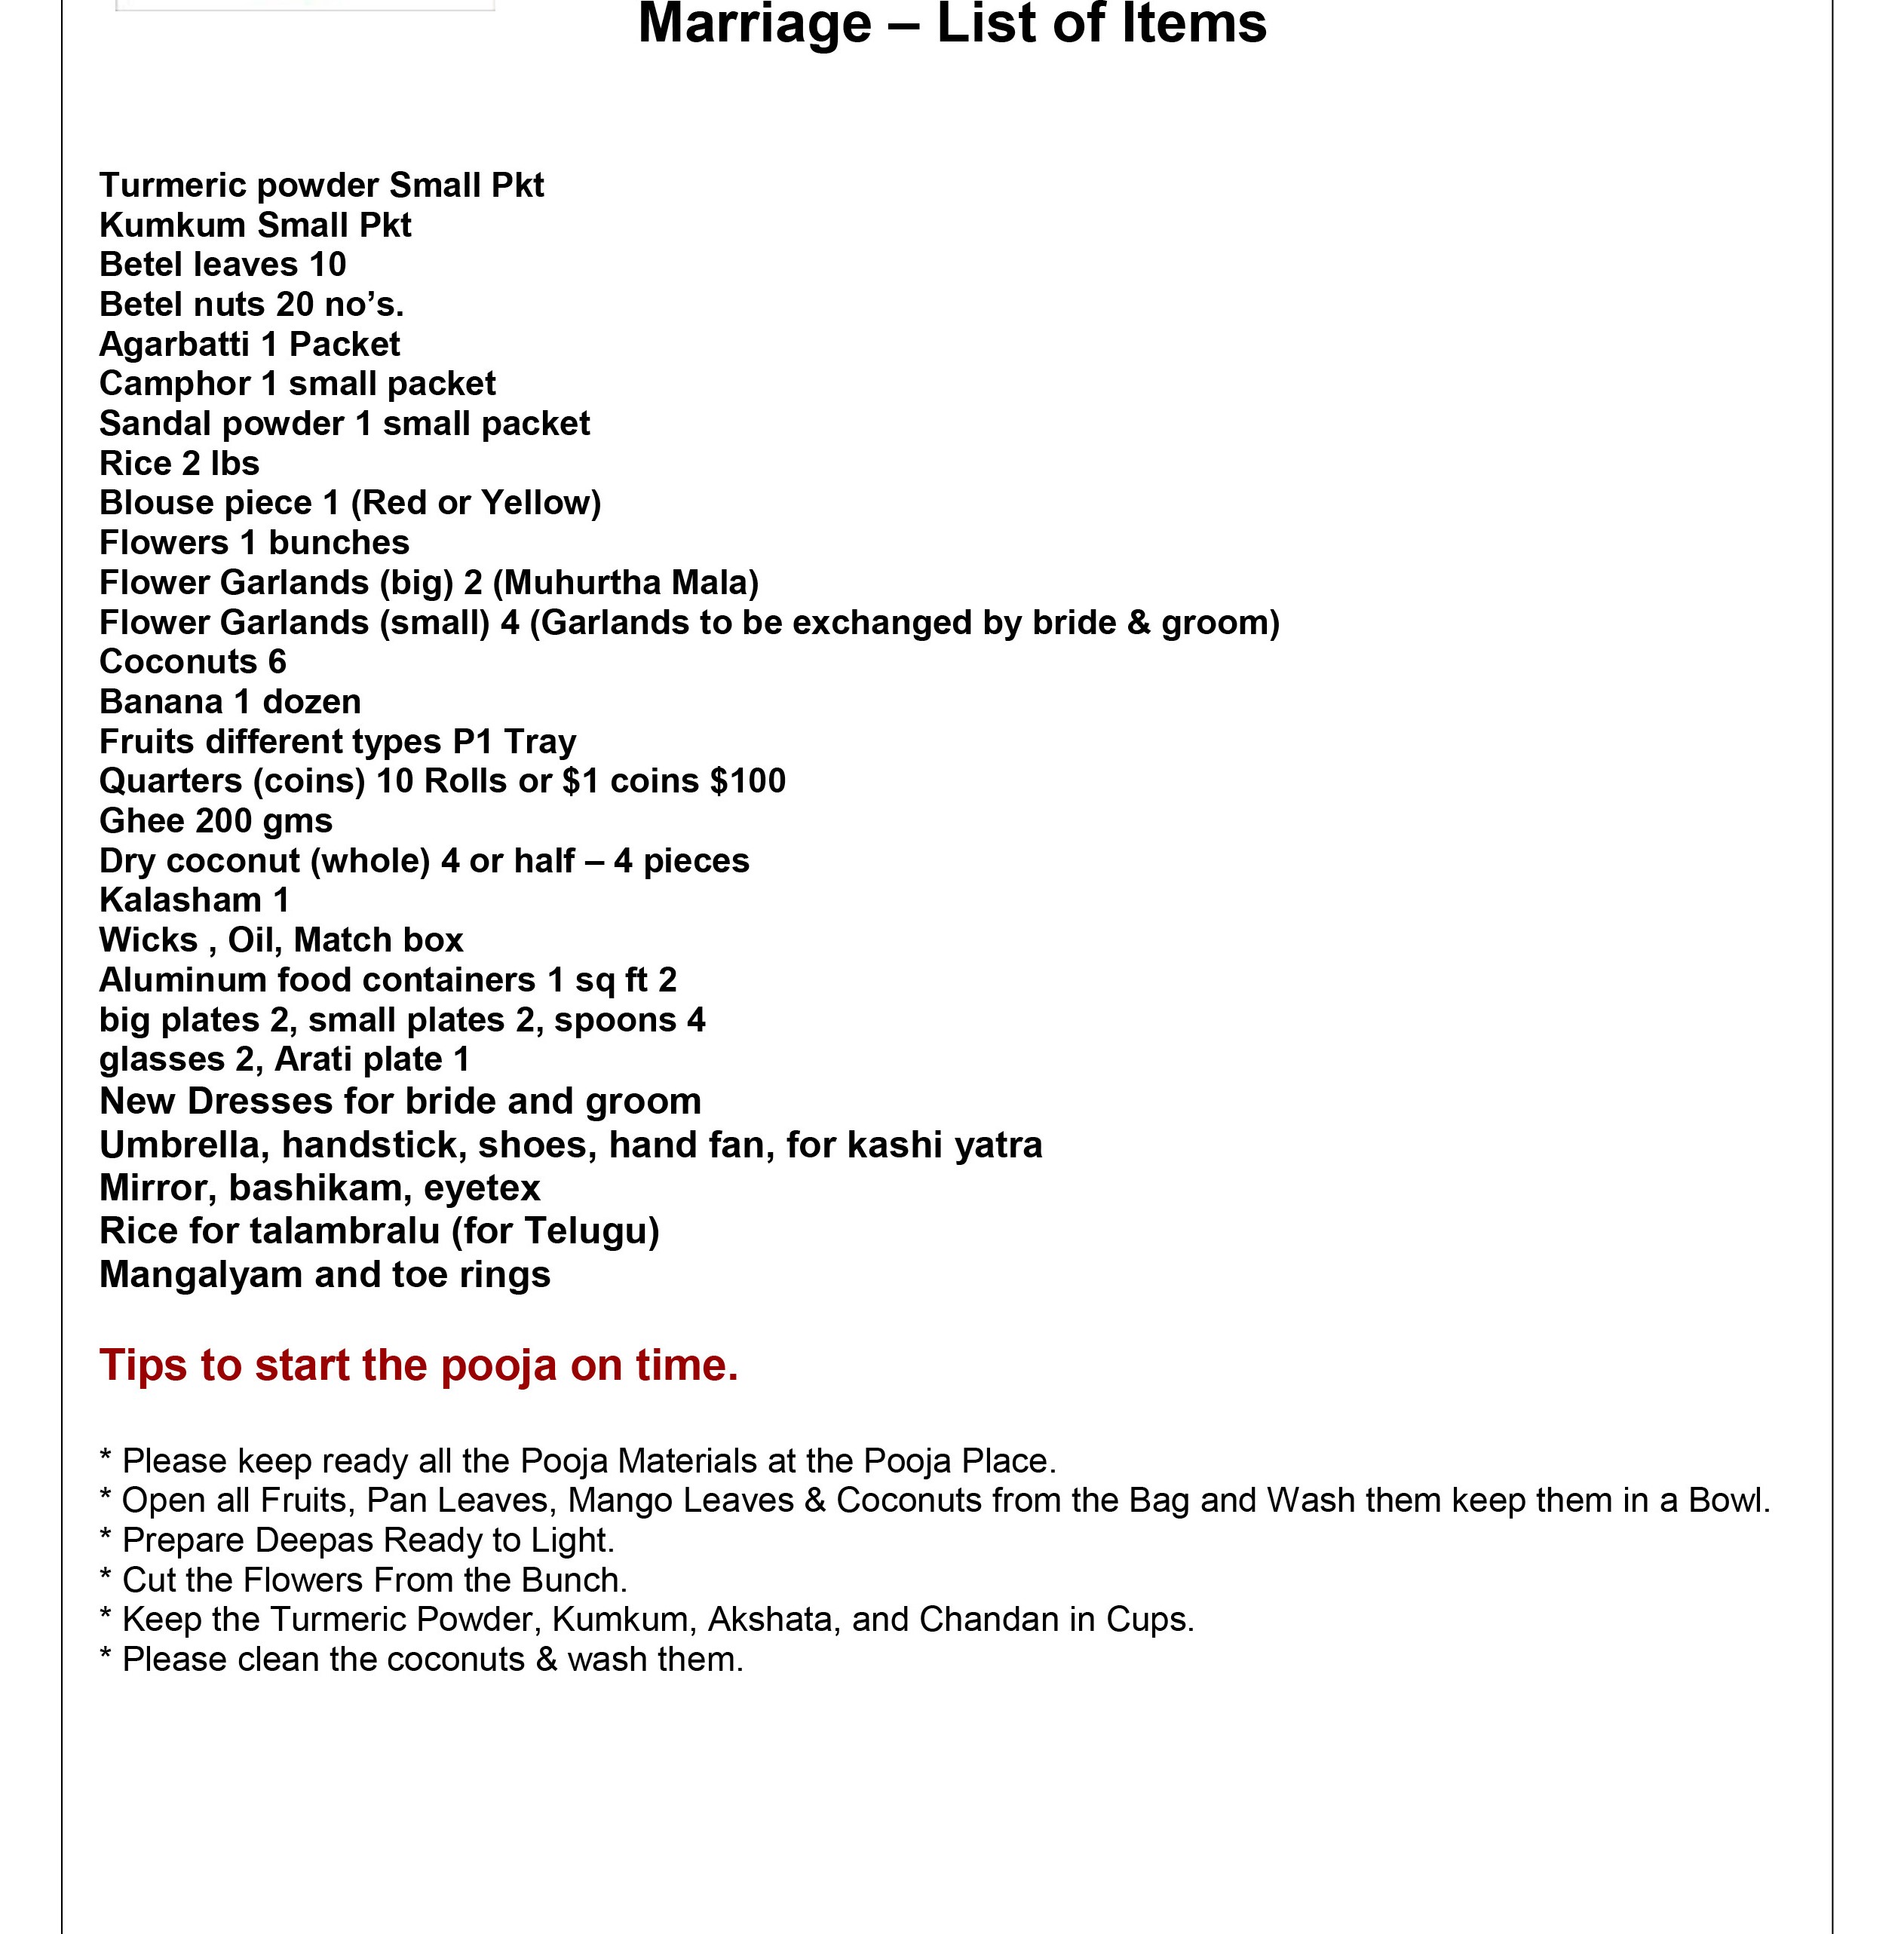 Marriage – List of Items
Turmeric powder Small Pkt
Kumkum Small Pkt
Betel leaves 10
Betel nuts 20 no’s.
Agarbatti 1 Packet
Camphor 1 small packet
Sandal powder 1 small packet
Rice 2 lbs
Blouse piece 1 (Red or Yellow)
Flowers 1 bunches
Flower Garlands (big) 2 (Muhurtha Mala)
Flower Garlands (small) 4 (Garlands to be exchanged by bride & groom)
Coconuts 6
Banana 1 dozen
Fruits different types P1 Tray
Quarters (coins) 10 Rolls or $1 coins $100
Ghee 200 gms
Dry coconut (whole) 4 or half – 4 pieces
Kalasham 1
Wicks , Oil, Match box
Aluminum food containers 1 sq ft 2
big plates 2, small plates 2, spoons 4
glasses 2, Arati plate 1
New Dresses for bride and groom
Umbrella, handstick, shoes, hand fan, for kashi yatra
Mirror, bashikam, eyetex
Rice for talambralu (for Telugu)
Mangalyam and toe rings
Tips to start the pooja on time.
* Please keep ready all the Pooja Materials at the Pooja Place.
* Open all Fruits, Pan Leaves, Mango Leaves & Coconuts from the Bag and Wash them keep them in a Bowl.
* Prepare Deepas Ready to Light.
* Cut the Flowers From the Bunch.
* Keep the Turmeric Powder, Kumkum, Akshata, and Chandan in Cups.
* Please clean the coconuts & wash them.